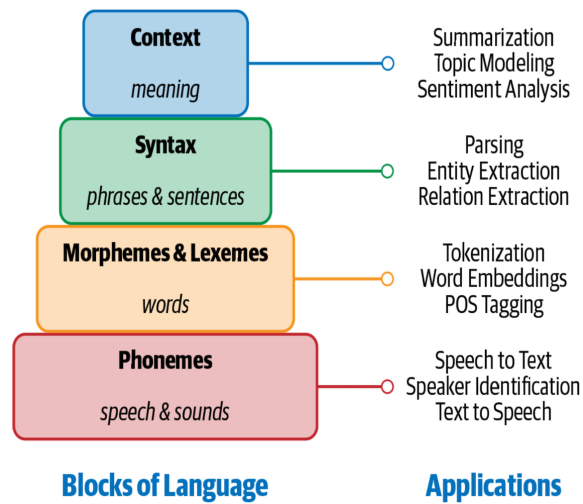 Context
meaning
Summarization
Topic Modeling
Sentiment Analysis
Syntax
phrases & sentences
Parsing
Entity Extraction
Relation Extraction
Morphemes & Lexemes
words
Tokenization
Word Embeddings
POS Tagging
Phonemes
speech & sounds
Speech to Text
Speaker Identification
Text to Speech
Blocks of Language
Applications